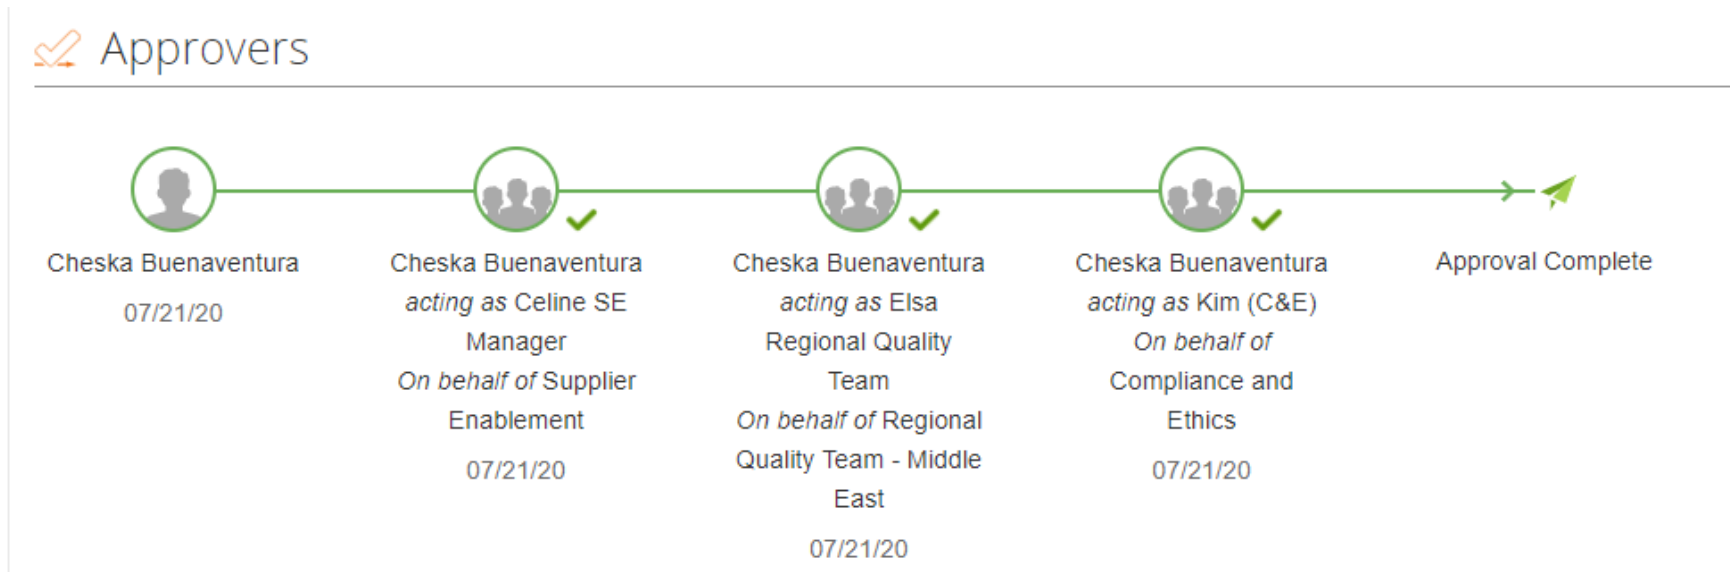 Approvers
Cheska Buenaventura
07/21/20
Cheska Buenaventura
acting as Celine SE
Manager
On behalf of Supplier
Enablement
07/21/20
Cheska Buenaventura
acting as Elsa
Regional Quality
Team
On behalf of Regional
Quality Team - Middle
East
07/21/20
Cheska Buenaventura
acting as Kim (C&E)
On behalf of
Compliance and
Ethics
07/21/20
Approval Complete